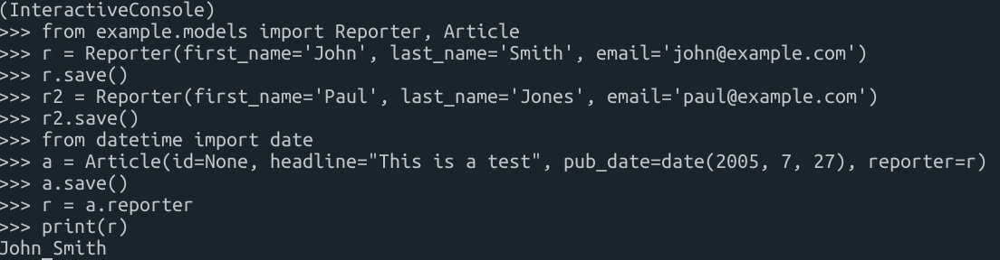 (InteractiveConsole)
>>> from example.models import Reporter, Article
>>> r = Reporter(first_name='John', last_name='Smith', email='john@example.com')
>>> r.save()
>>> r2 = Reporter(first_name='Paul', last_name='Jones', email='paul@example.com')
>>> r2.save()
>>> from datetime import date
>>> a = Article(id=None, headline="This is a test", pub_date=date(2005, 7, 27), reporter=r)
>>> a.save()
>>> r = a.reporter
>>> print(r)
John_Smith